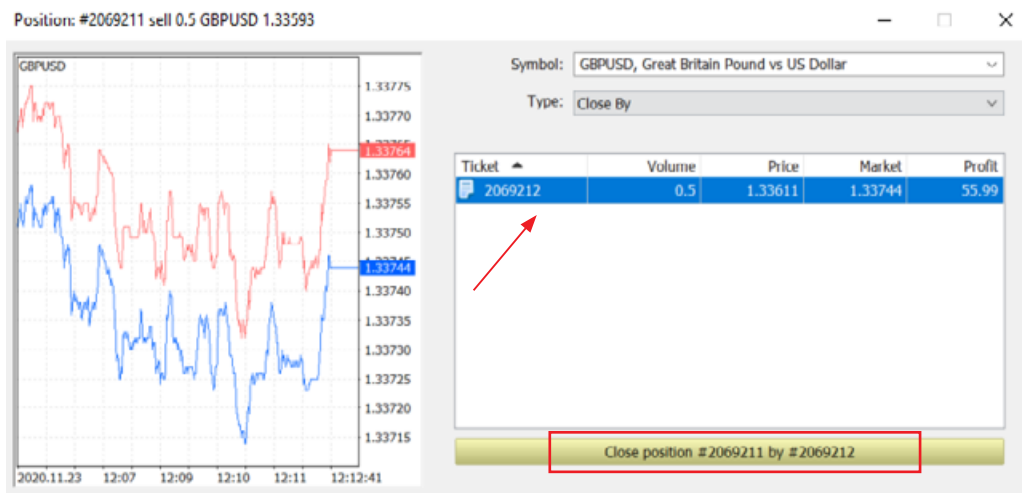 Position: #2069211 sell 0.5 GBPUSD 1.33593
GBPUSD
1.33775
1.33770
1.33764
1.33760
1.33755
1.33750
1.33744
1.33740
1.33735
1.33730
1.33725
1.33720
1.33715
2020.11.23 12:07 12:09 12:10 12:11 12:12:41
Symbol: GBPUSD, Great Britain Pound vs US Dollar
Type: Close By
Ticket Volume Price Market Profit
2069212 0.5 1.33611 1.33744 55.99
Close position #2069211 by #2069212